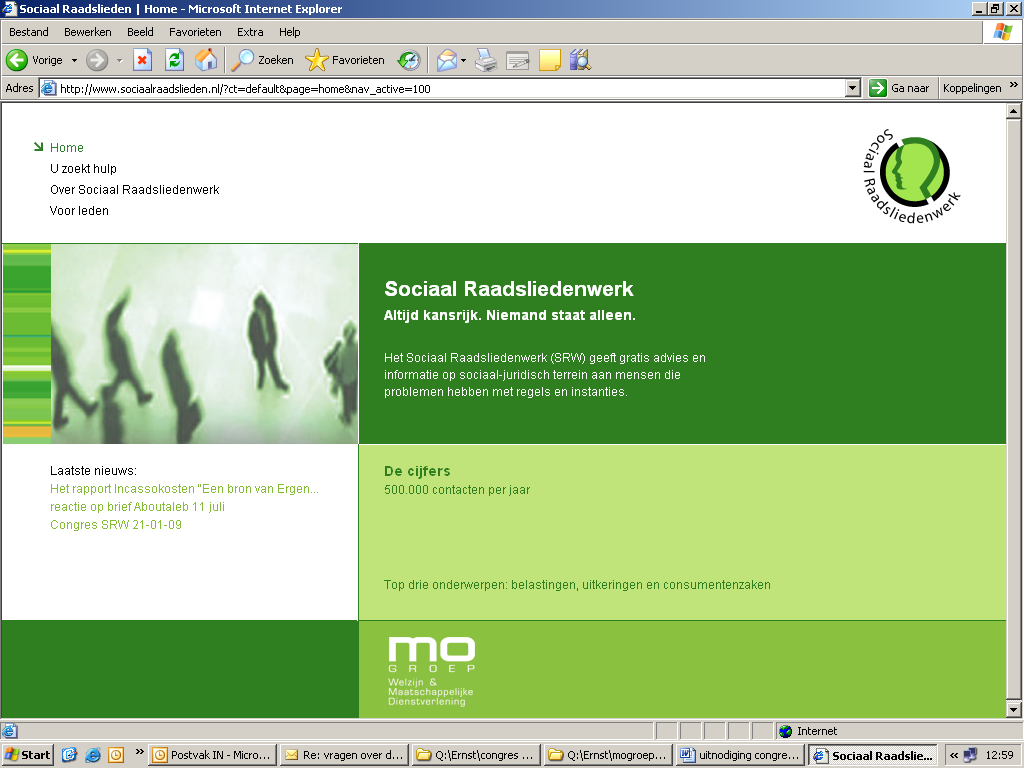 Sociaal Raadslieden | Home - Microsoft Internet Explorer
Bestand Bewerken Beeld Favorieten Extra Help
Vorige Zoeken Favorieten
Adres http://www.sociaalraadslieden.nl/?ct=default&page=home&nav_active=100 Ga naar Koppelingen »
Home
U zoekt hulp
Over Sociaal Raadsliedenwerk
Voor leden
Sociaal Raadsliedenwerk
Sociaal Raadsliedenwerk
Altijd kansrijk. Niemand staat alleen.
Het Sociaal Raadsliedenwerk (SRW) geeft gratis advies en
informatie op sociaal-juridisch terrein aan mensen die
problemen hebben met regels en instanties.
Laatste nieuws:
Het rapport Incassokosten "Een bron van Ergen...
reactie op brief Aboutaleb 11 juli
Congres SRW 21-01-09
De cijfers
500.000 contacten per jaar
Top drie onderwerpen: belastingen, uitkeringen en consumentenzaken
mo
GROEP
Welzijn &
Maatschappelijke
Dienstverlening
Internet
Start » Postvak IN - Micro... Re: vragen over d... Q:\Ernst\congres ... Q:\Ernst\mogroep... uitnodiging congre... Sociaal Raadslie... « 12:59